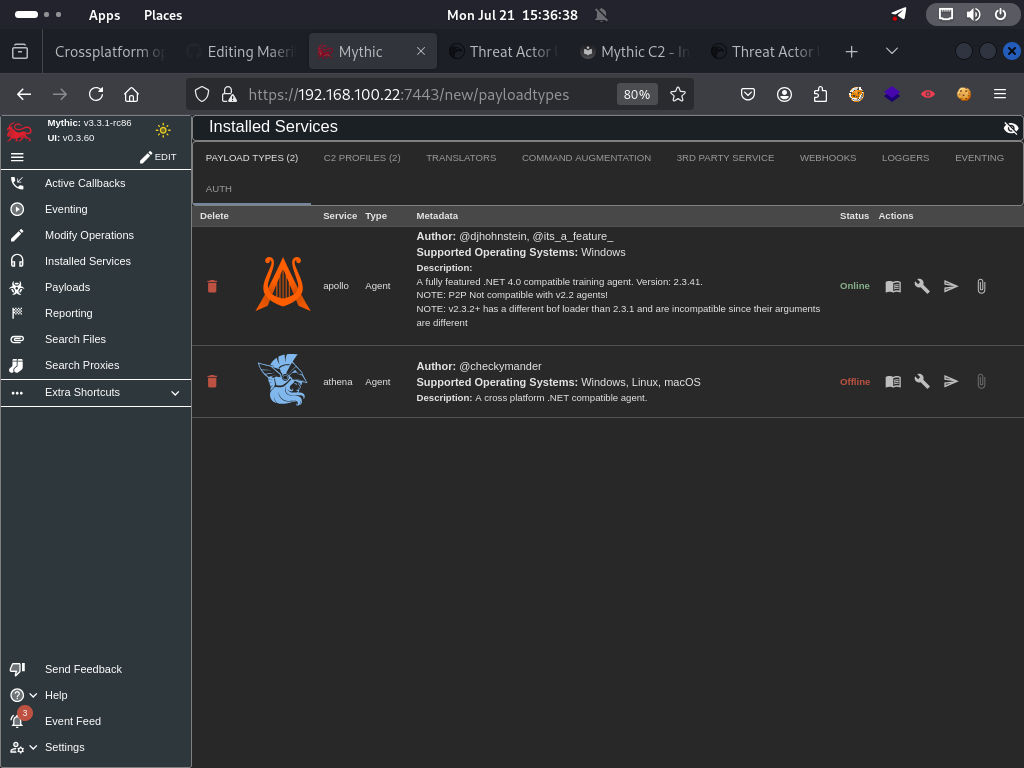 Apps Places Mon Jul 21 15:36:38
Crossplatform Editing Mythic Threat Actor Mythic C2 - Threat Actor
https://192.168.100.22:7443/new/payloadtypes 80%
Mythic: v3.3.1-rc86
UI: v0.3.60
EDIT
Active Callbacks
Eventing
Modify Operations
Installed Services
Payloads
Reporting
Search Files
Search Proxies
Extra Shortcuts
Send Feedback
Help
3
Event Feed
Settings
Installed Services
PAYLOAD TYPES (2) C2 PROFILES (2) TRANSLATORS COMMAND AUGMENTATION 3RD PARTY SERVICE WEBHOOKS LOGGERS EVENTING
AUTH
Delete Service Type Metadata Status Actions
Author: @djhohnstein, @its_a_feature_
Supported Operating Systems: Windows
Description:
A fully featured .NET 4.0 compatible training agent. Version: 2.3.41.
apollo Agent Online
NOTE: P2P Not compatible with v2.2 agents!
NOTE: v2.3.2+ has a different bof loader than 2.3.1 and are incompatible since their arguments
are different
Author: @checkymander
athena Agent Supported Operating Systems: Windows, Linux, macOS Offline
Description: A cross platform .NET compatible agent.